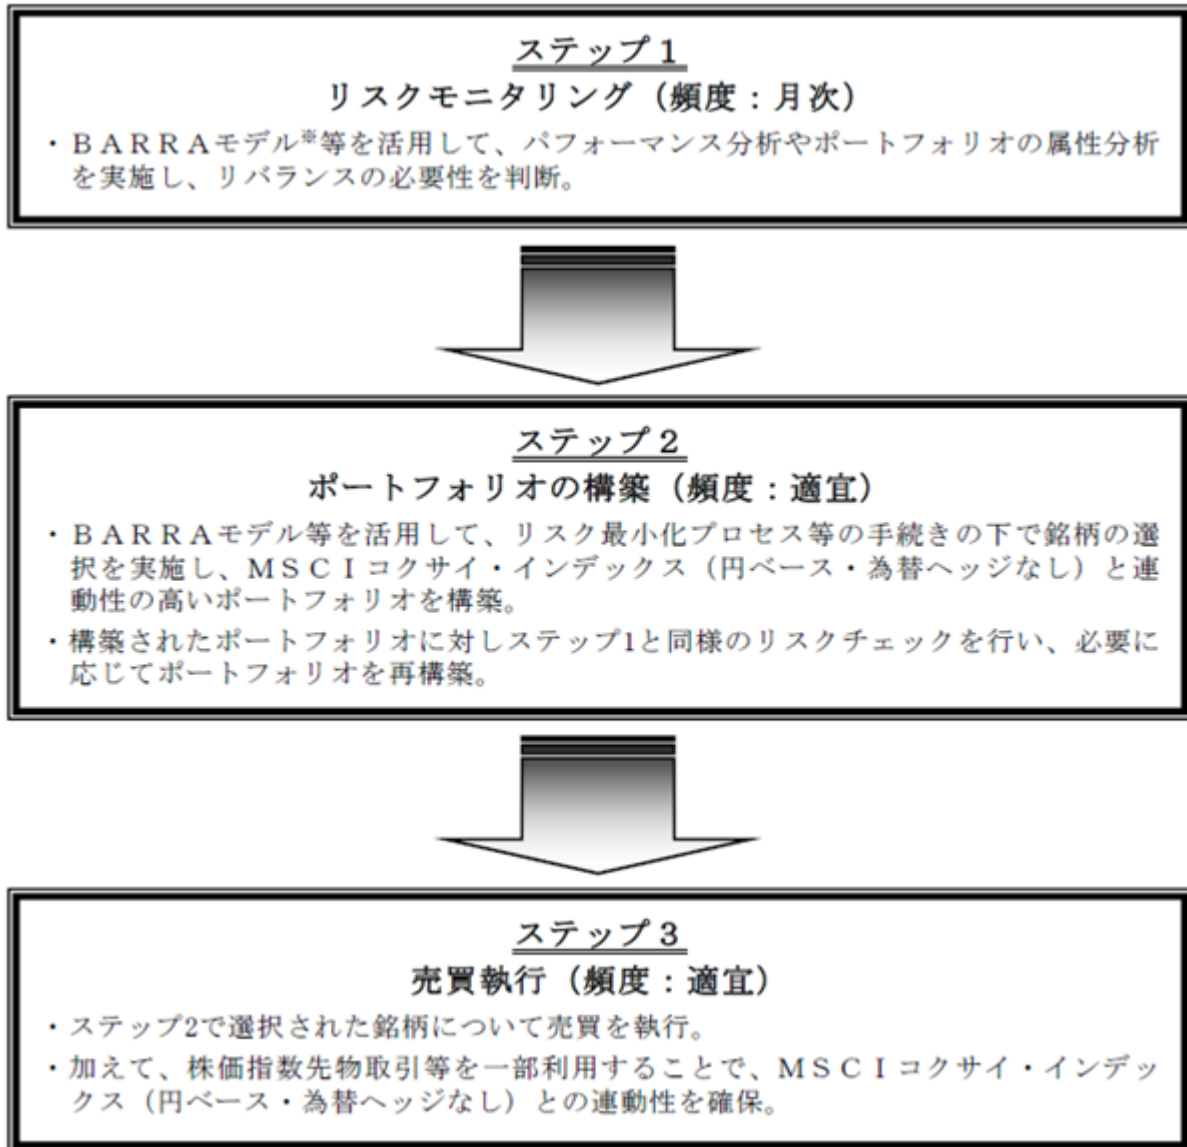 ステップ１
リスクモニタリング（頻度：月次）
・ＢＡＲＲＡモデル※等を活用して、パフォーマンス分析やポートフォリオの属性分析
を実施し、リバランスの必要性を判断。
ステップ２
ポートフォリオの構築（頻度：適宜）
・ＢＡＲＲＡモデル等を活用して、リスク最小化プロセス等の手続きの下で銘柄の選
択を実施し、ＭＳＣＩコクサイ・インデックス（円ベース・為替ヘッジなし）と連
動性の高いポートフォリオを構築。
・構築されたポートフォリオに対しステップ1と同様のリスクチェックを行い、必要に
応じてポートフォリオを再構築。
ステップ３
売買執行（頻度：適宜）
・ステップ2で選択された銘柄について売買を執行。
・加えて、株価指数先物取引等を一部利用することで、ＭＳＣＩコクサイ・インデッ
クス（円ベース・為替ヘッジなし）との連動性を確保。